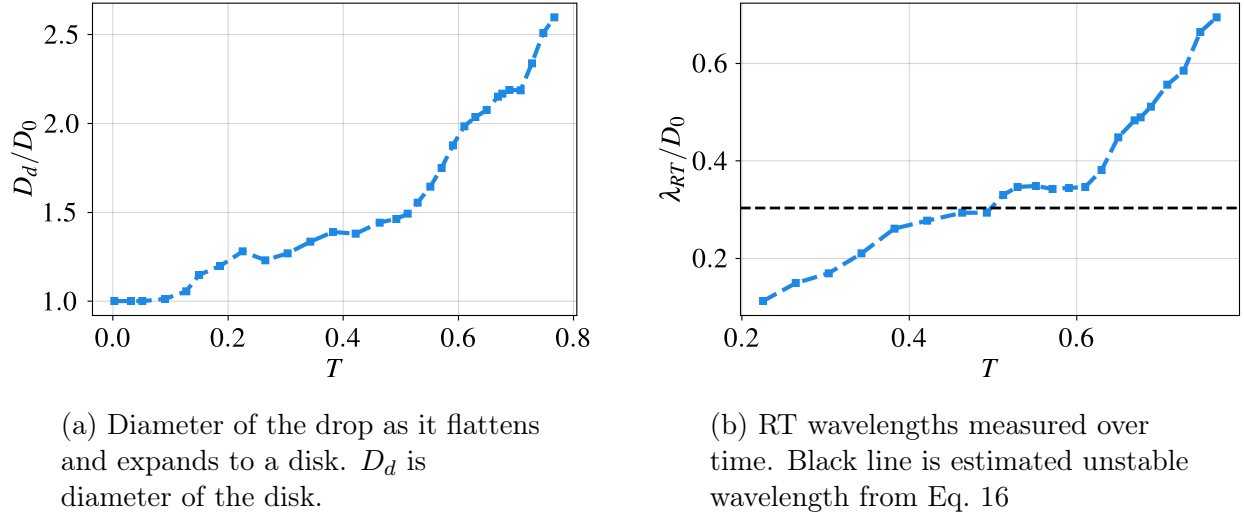 2.5
2.0
1.5
1.0
D_d/D_0
0.0 0.2 0.4 0.6 0.8
T
0.6
0.4
0.2
λ_{RT}/D_0
0.2 0.4 0.6
T
(a) Diameter of the drop as it flattens
and expands to a disk. D_d is
diameter of the disk.
(b) RT wavelengths measured over
time. Black line is estimated unstable
wavelength from Eq. 16